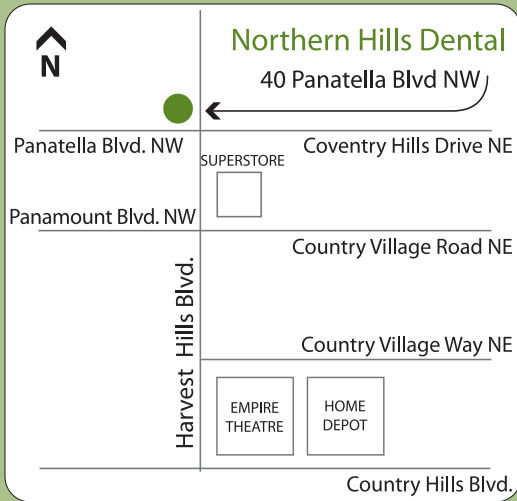 N
Northern Hills Dental
40 Panatella Blvd NW
Panatella Blvd. NW
Coventry Hills Drive NE
SUPERSTORE
Panamount Blvd. NW
Country Village Road NE
Harvest Hills Blvd.
Country Village Way NE
EMPIRE
THEATRE
HOME
DEPOT
Country Hills Blvd.